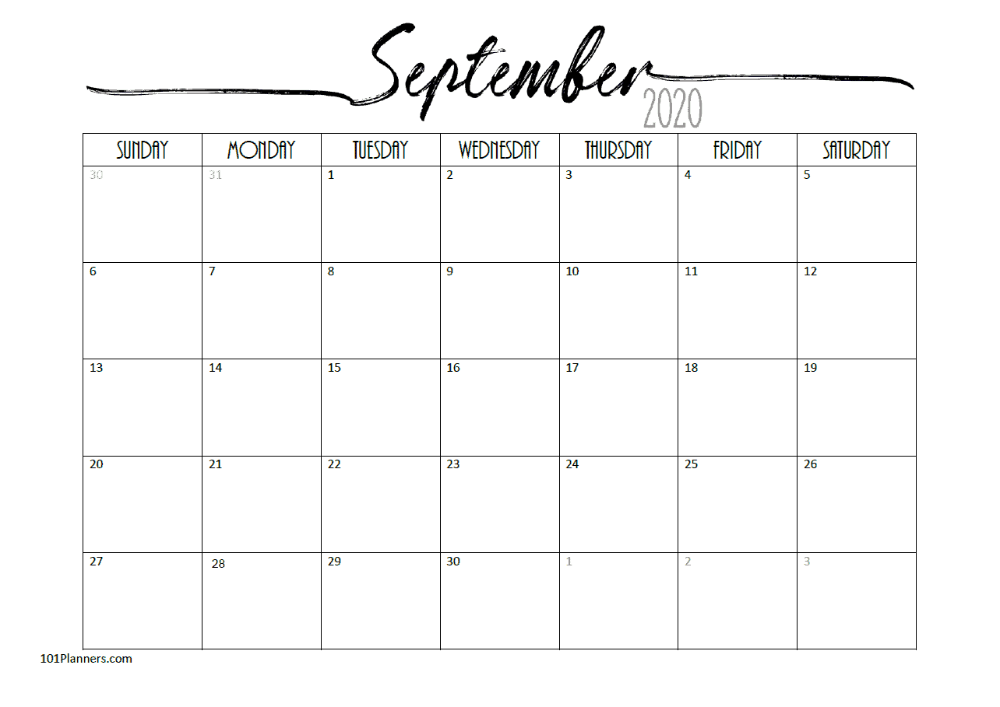 September
2020
SUNDAY MONDAY TUESDAY WEDNESDAY THURSDAY FRIDAY SATURDAY
30 31 1 2 3 4 5
6 7 8 9 10 11 12
13 14 15 16 17 18 19
20 21 22 23 24 25 26
27 28 29 30 1 2 3
101Planners.com